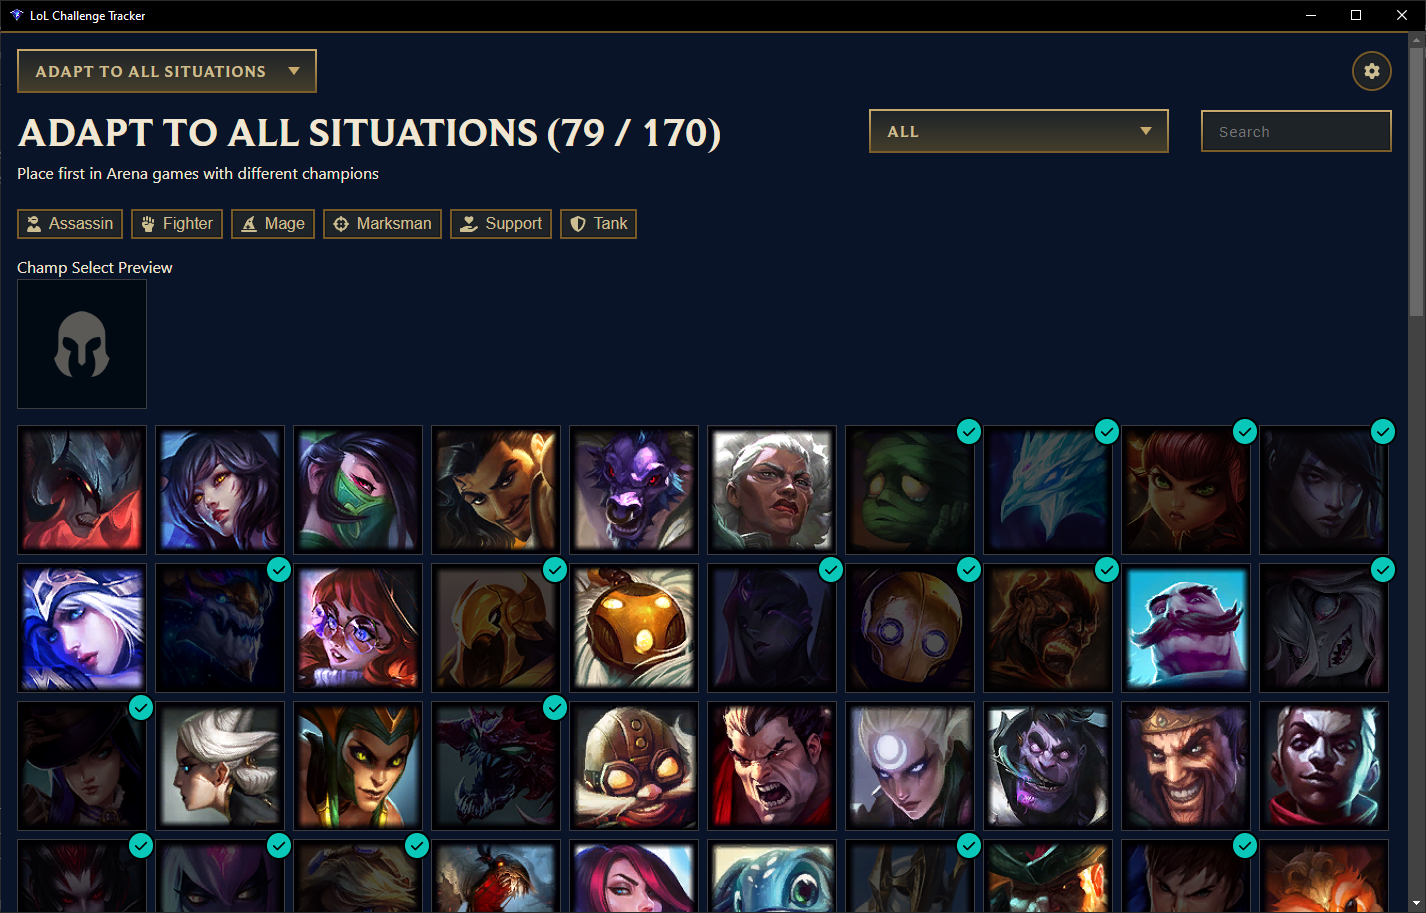 LoL Challenge Tracker
ADAPT TO ALL SITUATIONS
ADAPT TO ALL SITUATIONS (79 / 170)
ALL
Search
Place first in Arena games with different champions
Assassin
Fighter
Mage
Marksman
Support
Tank
Champ Select Preview